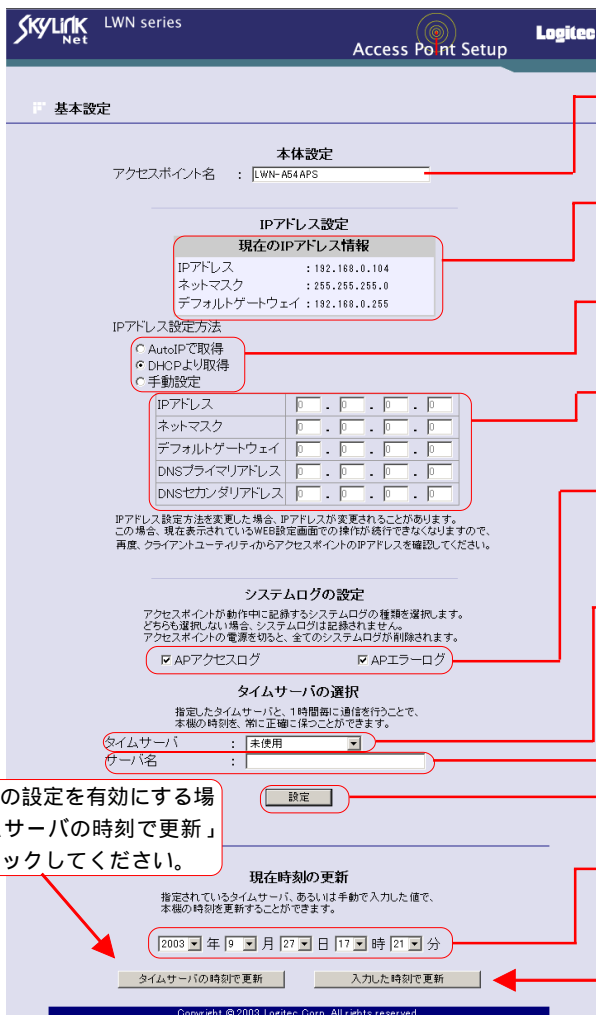 SKYLINK Net
LWN series
Access Point Setup
Logitec
基本設定
本体設定
アクセスポイント名 : LWN-A54APS
IPアドレス設定
現在のIPアドレス情報
IPアドレス : 192.168.0.104
ネットマスク : 255.255.255.0
デフォルトゲートウェイ : 192.168.0.255
IPアドレス設定方法
AutoIPで取得
DHCPより取得
手動設定
IPアドレス 0 . 0 . 0 . 0
ネットマスク 0 . 0 . 0 . 0
デフォルトゲートウェイ 0 . 0 . 0 . 0
DNSプライマリアドレス 0 . 0 . 0 . 0
DNSセカンダリアドレス 0 . 0 . 0 . 0
IPアドレス設定方法を変更した場合、IPアドレスが変更されることがあります。
この場合、現在表示されているWEB設定画面での操作が続行できなくなりますので、
再度、クライアントユーティリティからアクセスポイントのIPアドレスを確認してください。
システムログの設定
アクセスポイントが動作中に記録するシステムログの種類を選択します。
どちらも選択しない場合、システムログは記録されません。
アクセスポイントの電源を切ると、全てのシステムログが削除されます。
APアクセスログ APエラーログ
タイムサーバの選択
指定したタイムサーバと、1時間毎に通信を行うことで、
本機の時刻を、常に正確に保つことができます。
タイムサーバ : 未使用
サーバ名 :
設定
の設定を有効にする場
サーバの時刻で更新」
ックしてください。
現在時刻の更新
指定されているタイムサーバ、あるいは手動で入力した値で、
本機の時刻を更新することができます。
2003 年 9 月 27 日 17 時 21 分
タイムサーバの時刻で更新 入力した時刻で更新
Copyright © 2003 Logitec Corp. All rights reserved